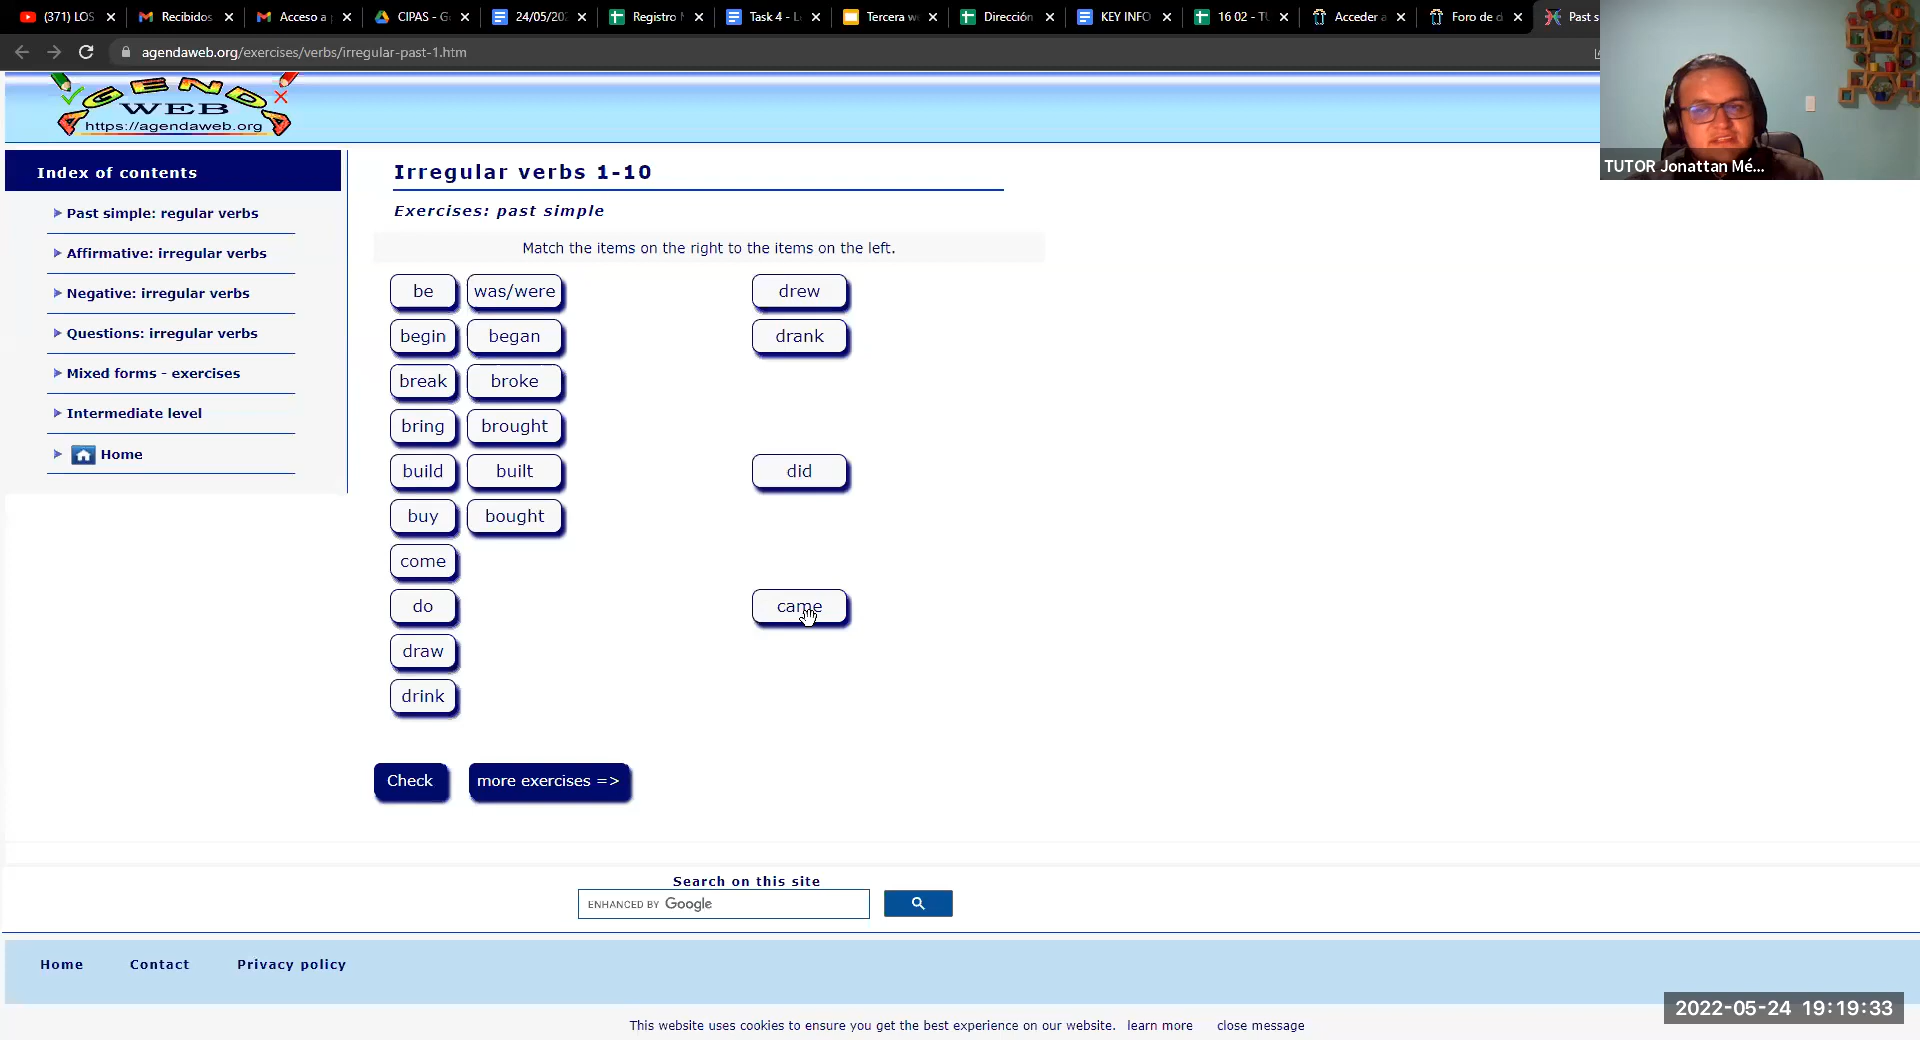 (371) LOS
Recibidos
Acceso a
CIPAS - G
24/05/202
Registro
Task 4 - L
Tercera w
Dirección
KEY INFO
16 02 - T
Acceder a
Foro de d
Past s
agendaweb.org/exercises/verbs/irregular-past-1.htm
AGENDA
WEB
https://agendaweb.org
TUTOR Jonattan Mé...
Index of contents
Past simple: regular verbs
Affirmative: irregular verbs
Negative: irregular verbs
Questions: irregular verbs
Mixed forms - exercises
Intermediate level
Home
Irregular verbs 1-10
Exercises: past simple
Match the items on the right to the items on the left.
be was/were drew
begin began drank
break broke
bring brought
build built did
buy bought
come
do came
draw
drink
Check more exercises =>
Search on this site
ENHANCED BY Google
Home Contact Privacy policy
2022-05-24 19:19:33
This website uses cookies to ensure you get the best experience on our website. learn more close message